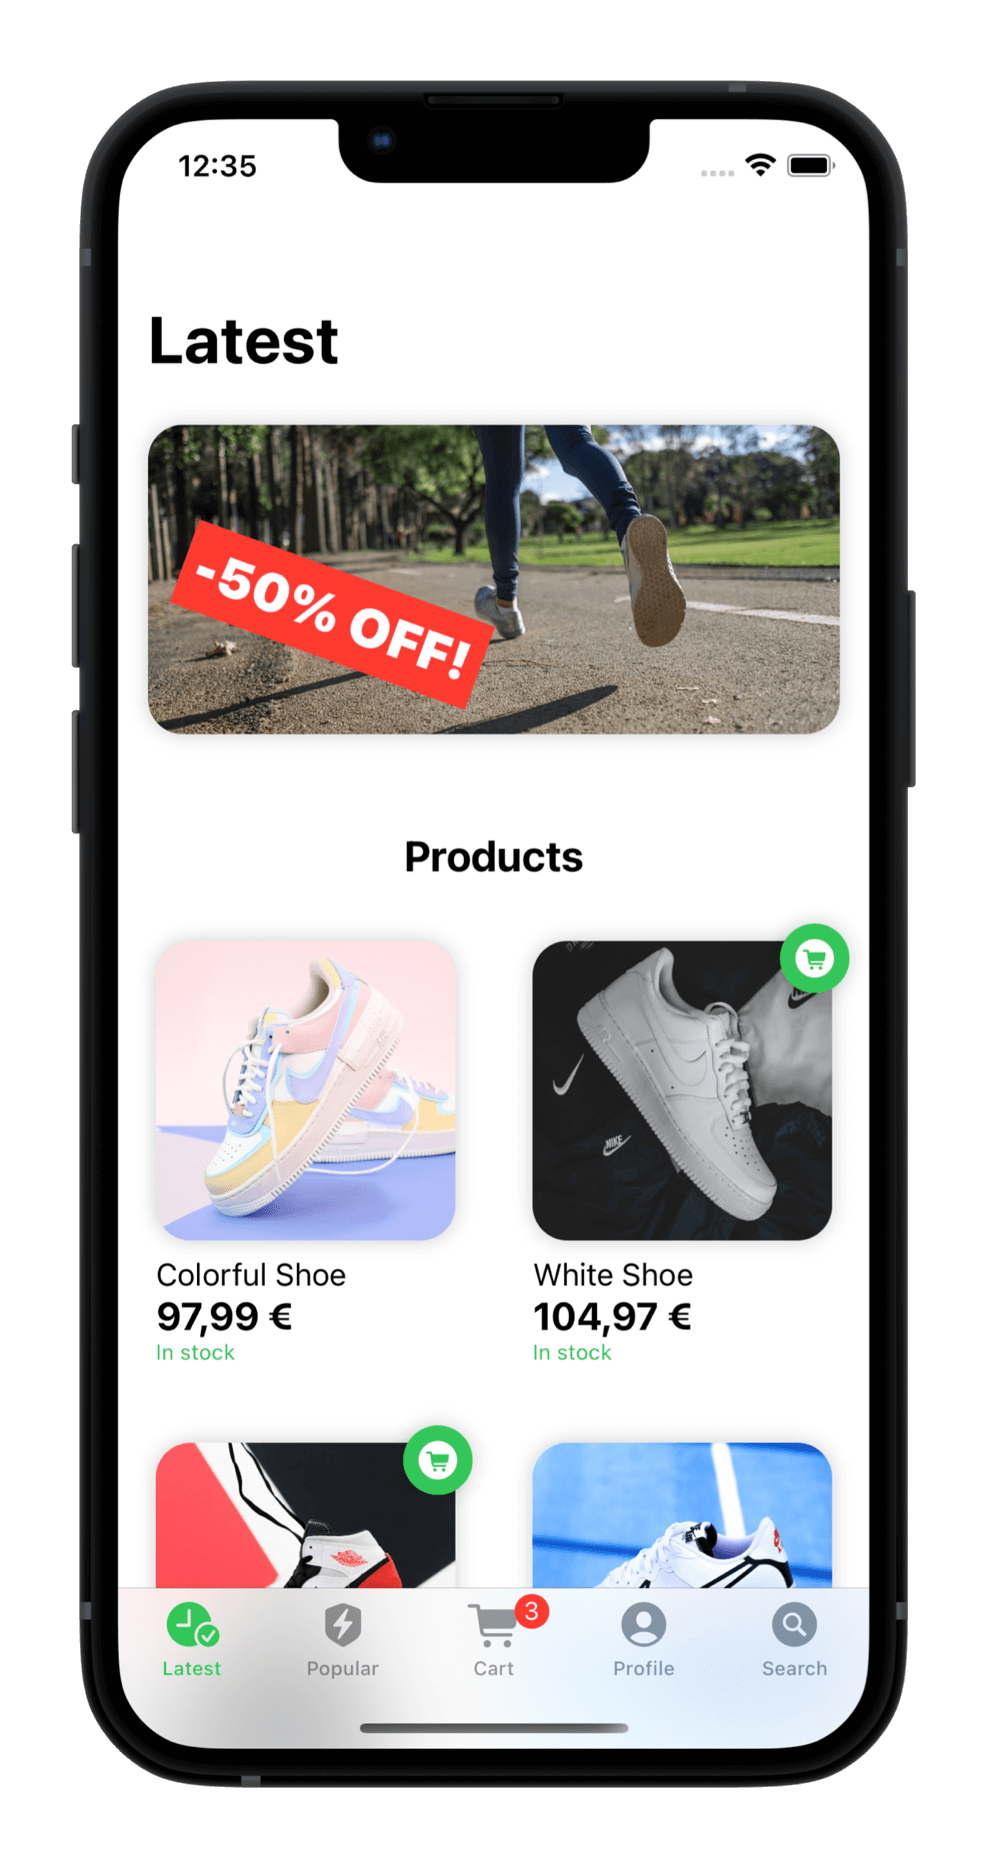 12:35
Latest
-50% OFF!
Products
NIKE
Colorful Shoe
97,99 €
In stock
White Shoe
104,97 €
In stock
3
Latest
Popular
Cart
Profile
Search